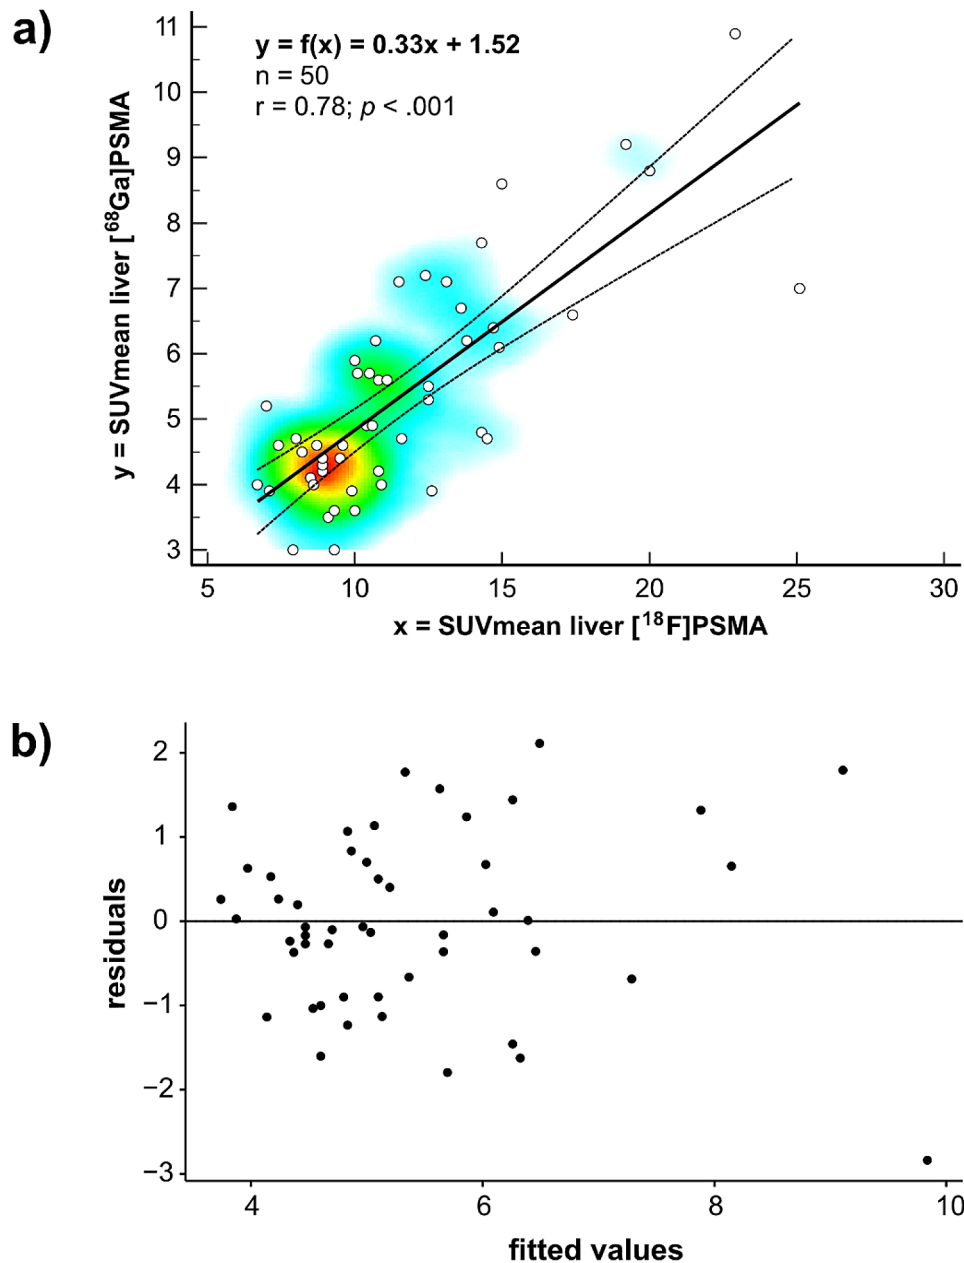 a)
y = f(x) = 0.33x + 1.52
n = 50
r = 0.78; p < .001
y = SUVmean liver [⁶⁸Ga]PSMA
11
10
9
8
7
6
5
4
3
5 10 15 20 25 30
x = SUVmean liver [¹⁸F]PSMA
b)
residuals
2
1
0
−1
−2
−3
4 6 8 10
fitted values